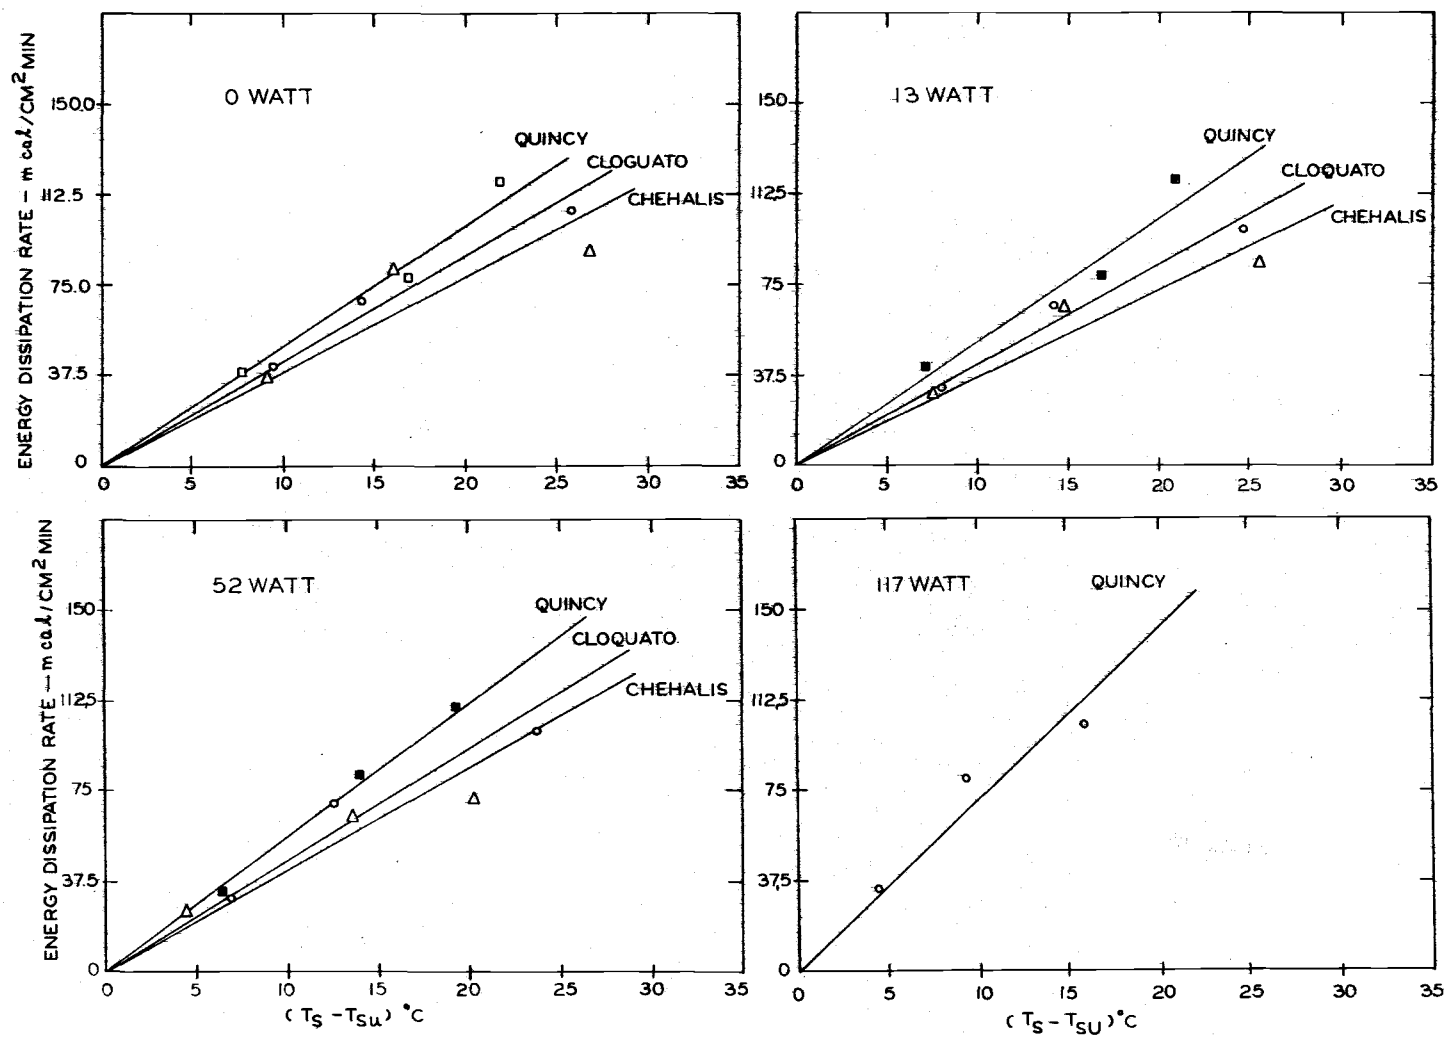 ENERGY DISSIPATION RATE - m cal/CM² MIN
0 WATT
150.0
112.5
75.0
37.5
0
QUINCY
CLOGUATO
CHEHALIS
0 5 10 15 20 25 30 35
13 WATT
150
112,5
75
37,5
0
QUINCY
CLOQUATO
CHEHALIS
0 5 10 15 20 25 30 35
ENERGY DISSIPATION RATE - m cal/CM² MIN
52 WATT
150
112,5
75
37.5
0
QUINCY
CLOQUATO
CHEHALIS
0 5 10 15 20 25 30 35
(TS - TSu) °C
117 WATT
150
112,5
75
37,5
0
QUINCY
0 5 10 15 20 25 30 35
(TS - TSU) °C